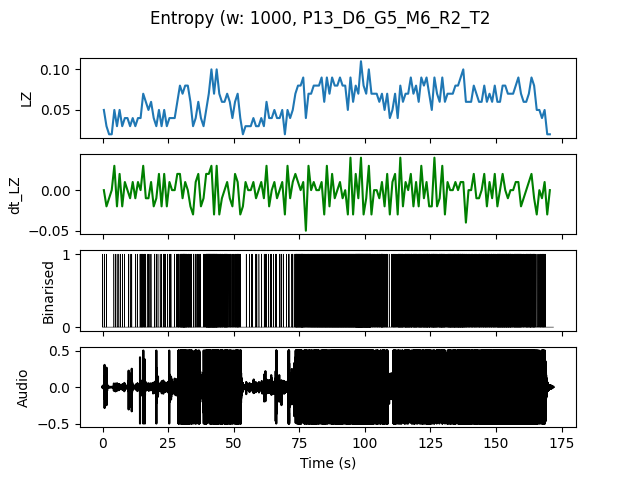 Entropy (w: 1000, P13_D6_G5_M6_R2_T2
0.10
0.05
LZ
0.00
−0.05
dt_LZ
1
0
Binarised
0.5
0.0
−0.5
Audio
0 25 50 75 100 125 150 175
Time (s)